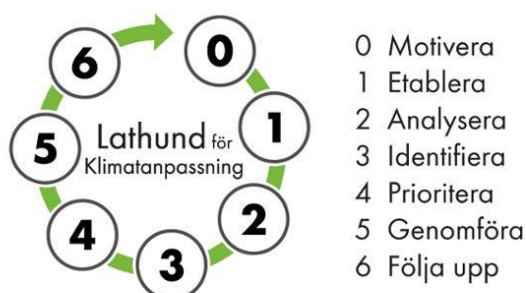 0
1
2
3
4
5
6
Lathund för
Klimatanpassning
0 Motivera
1 Etablera
2 Analysera
3 Identifiera
4 Prioritera
5 Genomföra
6 Följa upp